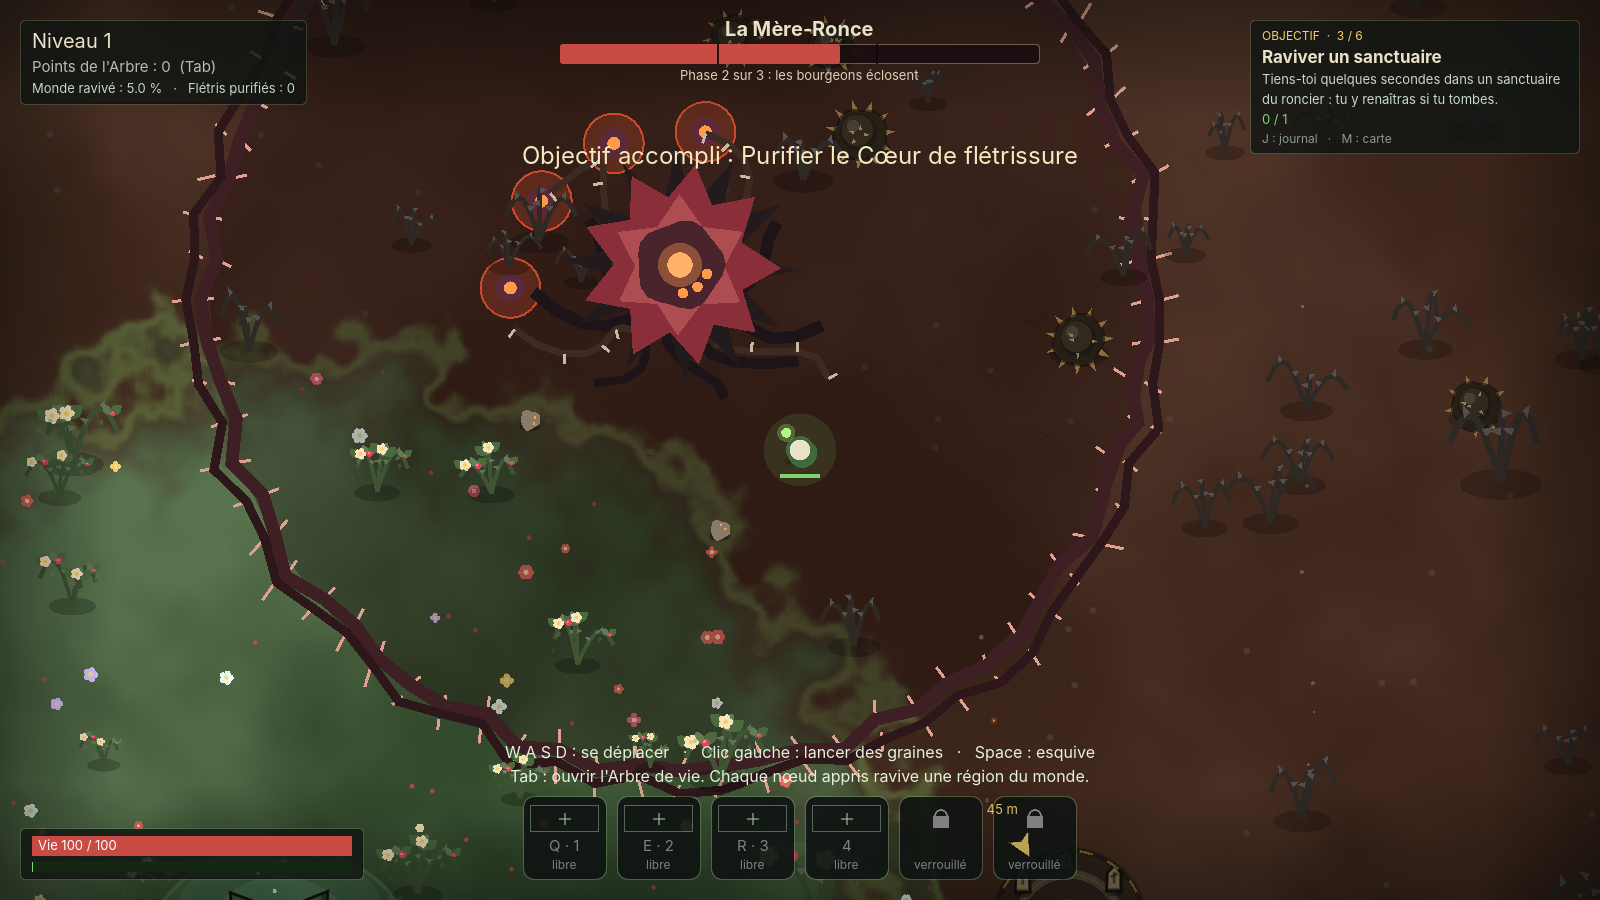 Niveau 1
Points de l'Arbre : 0 (Tab)
Monde ravivé : 5.0 % · Flétris purifiés : 0
La Mère-Ronce
Phase 2 sur 3 : les bourgeons éclosent
OBJECTIF · 3 / 6
Raviver un sanctuaire
Tiens-toi quelques secondes dans un sanctuaire
du roncier : tu y renaîtras si tu tombes.
0 / 1
J : journal · M : carte
Objectif accompli : Purifier le Cœur de flétrissure
W A S D : se déplacer · Clic gauche : lancer des graines · Space : esquive
Tab : ouvrir l'Arbre de vie. Chaque nœud appris ravive une région du monde.
45 m
Q · 1
E · 2
R · 3
4
libre
libre
libre
libre
verrouillé
verrouillé
Vie 100 / 100